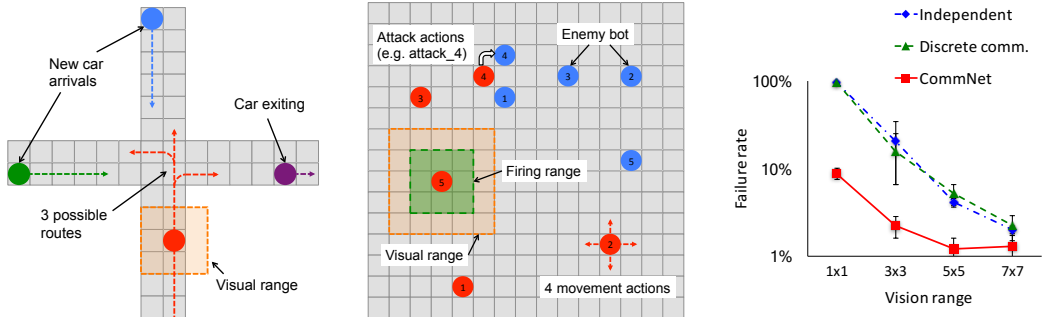 New car
arrivals
Car exiting
3 possible
routes
Visual range
Attack actions
(e.g. attack_4)
Enemy bot
4
4
3
2
3
1
5
5
Firing range
Visual range
2
4 movement actions
1
Independent
Discrete comm.
CommNet
100%
10%
1%
Failure rate
1x1
3x3
5x5
7x7
Vision range